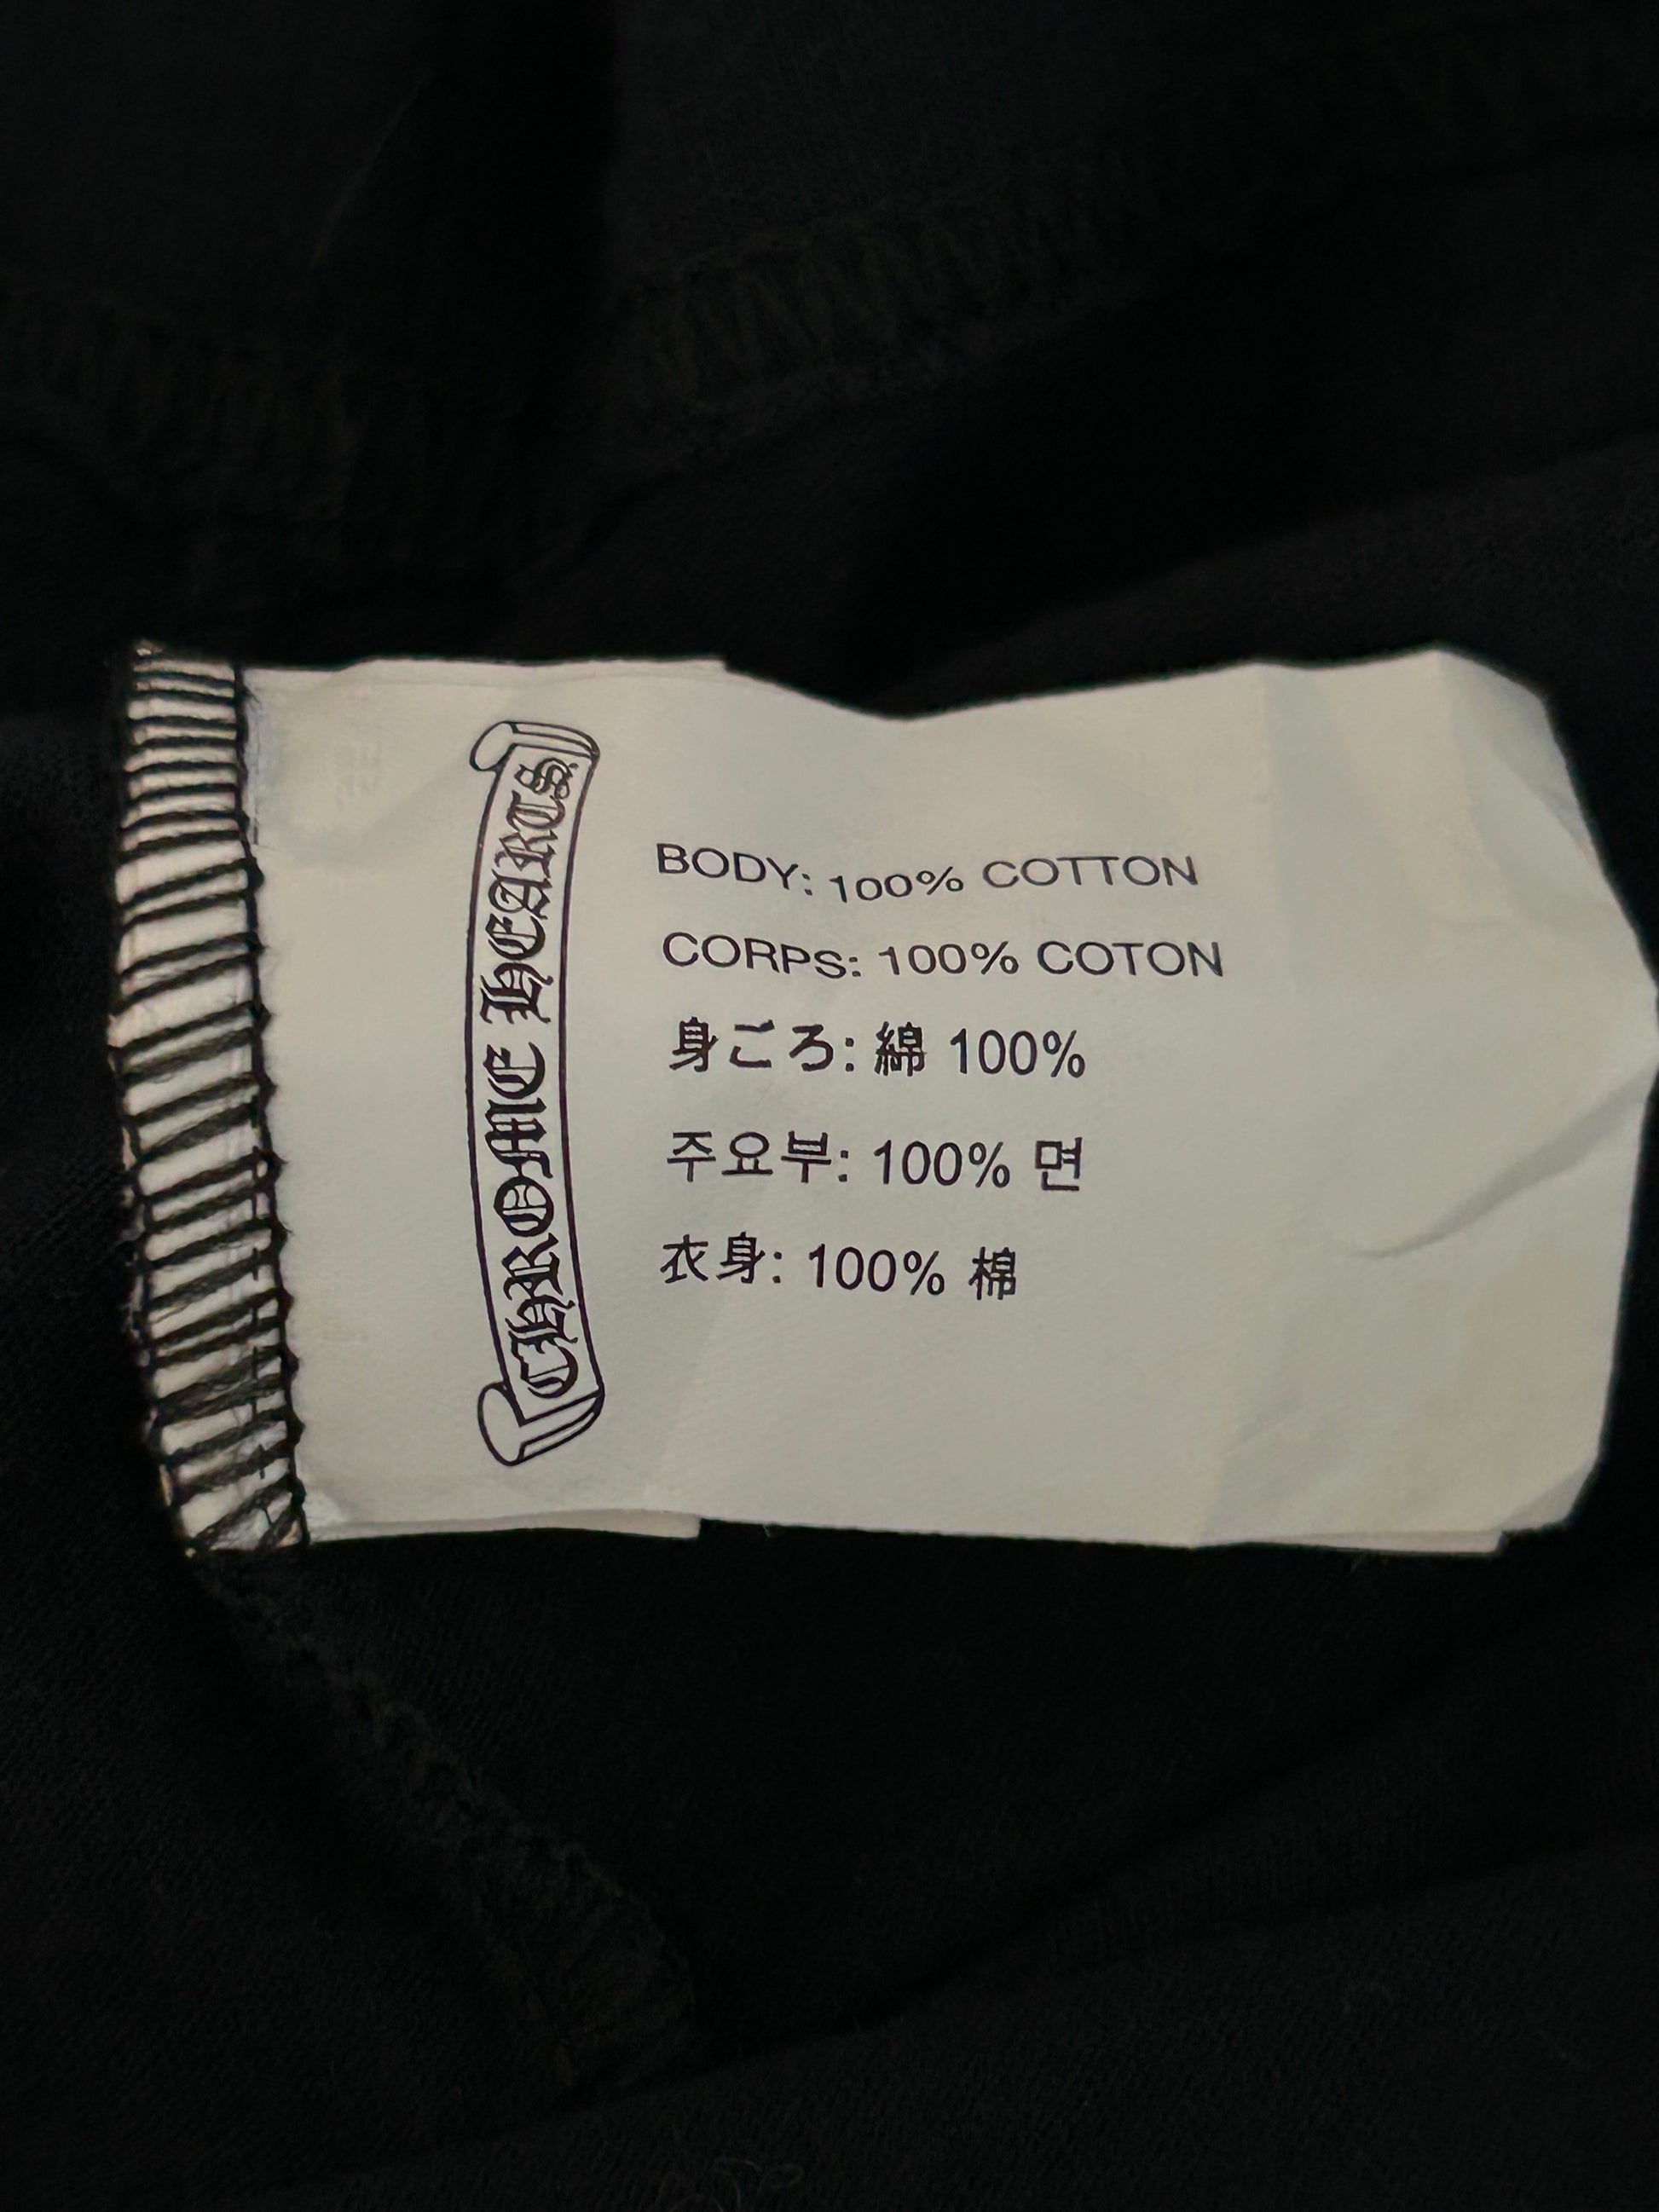 CHROME HEARTS
BODY: 100% COTTON
CORPS: 100% COTON
身ごろ: 綿 100%
주요부: 100% 면
衣身: 100% 棉